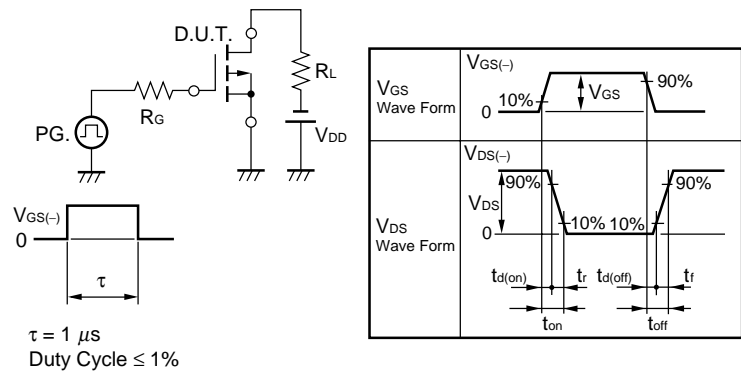 D.U.T.
RL
RG
PG.
VDD
VGS(−)
0
τ
τ = 1 μs
Duty Cycle ≤ 1%
VGS
Wave Form
VGS(−)
10%
VGS
90%
0
VDS
Wave Form
VDS(−)
90%
90%
VDS
10% 10%
0
td(on) tr td(off) tf
ton toff